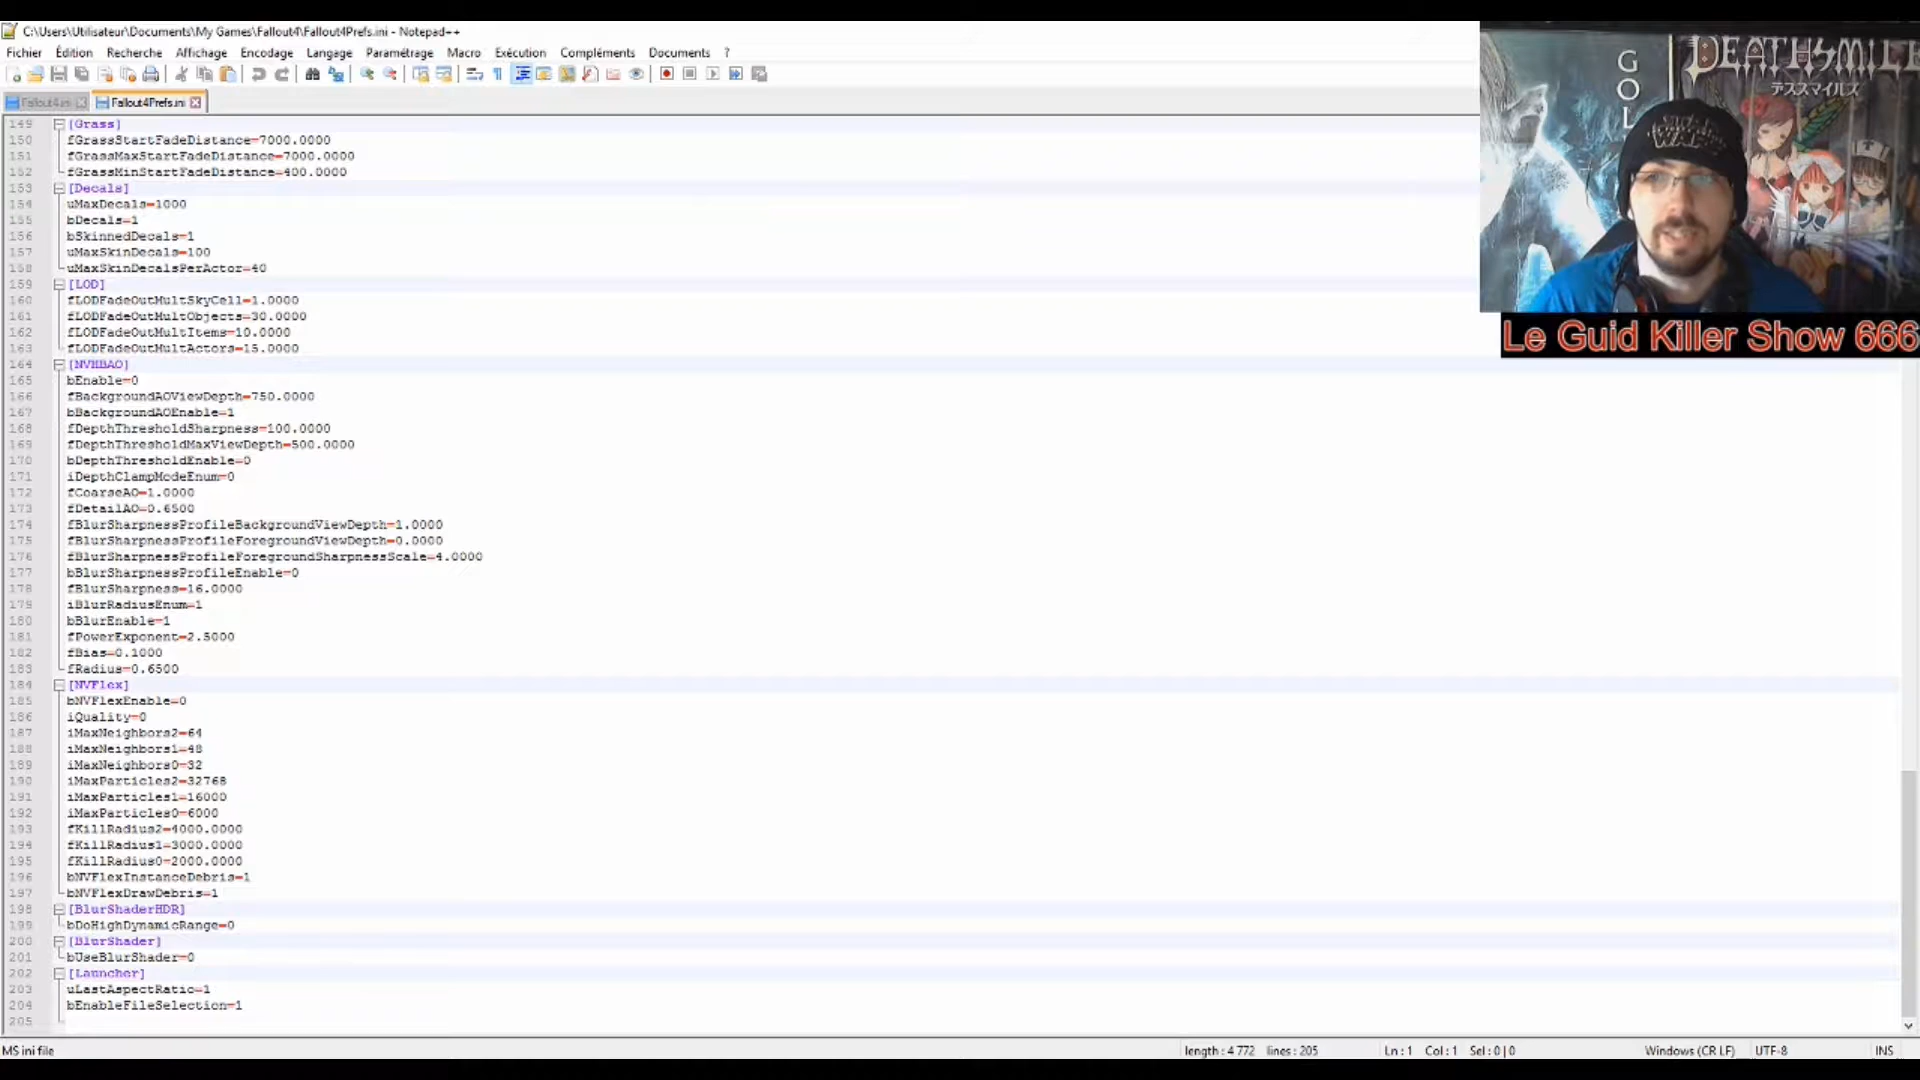 C:\Users\Utilisateur\Documents\My Games\Fallout4\Fallout4Prefs.ini - Notepad++
Fichier Édition Recherche Affichage Encodage Langage Paramétrage Macro Exécution Compléments Documents ?
Fallout4.ini Fallout4Prefs.ini
149 [Grass]
150 fGrassStartFadeDistance=7000.0000
151 fGrassMaxStartFadeDistance=7000.0000
152 fGrassMinStartFadeDistance=400.0000
153 [Decals]
154 uMaxDecals=1000
155 bDecals=1
156 bSkinnedDecals=1
157 uMaxSkinDecals=100
158 uMaxSkinDecalsPerActor=40
159 [LOD]
160 fLODFadeOutMultSkyCell=1.0000
161 fLODFadeOutMultObjects=30.0000
162 fLODFadeOutMultItems=10.0000
163 fLODFadeOutMultActors=15.0000
164 [NVHBAO]
165 bEnable=0
166 fBackgroundAOViewDepth=750.0000
167 bBackgroundAOEnable=1
168 fDepthThresholdSharpness=100.0000
169 fDepthThresholdMaxViewDepth=500.0000
170 bDepthThresholdEnable=0
171 iDepthClampModeEnum=0
172 fCoarseAO=1.0000
173 fDetailAO=0.6500
174 fBlurSharpnessProfileBackgroundViewDepth=1.0000
175 fBlurSharpnessProfileForegroundViewDepth=0.0000
176 fBlurSharpnessProfileForegroundSharpnessScale=4.0000
177 bBlurSharpnessProfileEnable=0
178 fBlurSharpness=16.0000
179 iBlurRadiusEnum=1
180 bBlurEnable=1
181 fPowerExponent=2.5000
182 fBias=0.1000
183 fRadius=0.6500
184 [NVFlex]
185 bNVFlexEnable=0
186 iQuality=0
187 iMaxNeighbors2=64
188 iMaxNeighbors1=48
189 iMaxNeighbors0=32
190 iMaxParticles2=32768
191 iMaxParticles1=16000
192 iMaxParticles0=6000
193 fKillRadius2=4000.0000
194 fKillRadius1=3000.0000
195 fKillRadius0=2000.0000
196 bNVFlexInstanceDebris=1
197 bNVFlexDrawDebris=1
198 [BlurShaderHDR]
199 bDoHighDynamicRange=0
200 [BlurShader]
201 bUseBlurShader=0
202 [Launcher]
203 uLastAspectRatio=1
204 bEnableFileSelection=1
205
MS ini file length : 4 772 lines : 205 Ln : 1 Col : 1 Sel : 0 | 0 Windows (CR LF) UTF-8 INS
GOL
DEATHSMILE
デススマイルズ
Le Guid Killer Show 666